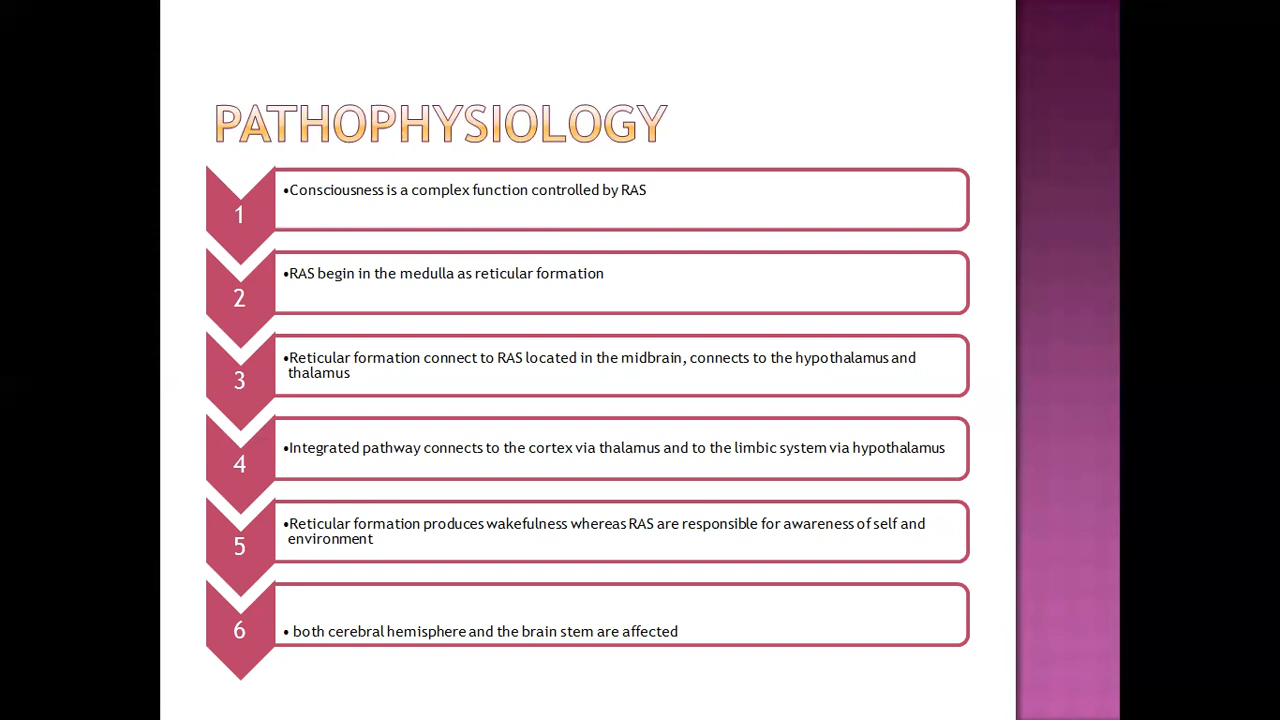 PATHOPHYSIOLOGY
1
•Consciousness is a complex function controlled by RAS
2
•RAS begin in the medulla as reticular formation
3
•Reticular formation connect to RAS located in the midbrain, connects to the hypothalamus and
thalamus
4
•Integrated pathway connects to the cortex via thalamus and to the limbic system via hypothalamus
5
•Reticular formation produces wakefulness whereas RAS are responsible for awareness of self and
environment
6
• both cerebral hemisphere and the brain stem are affected